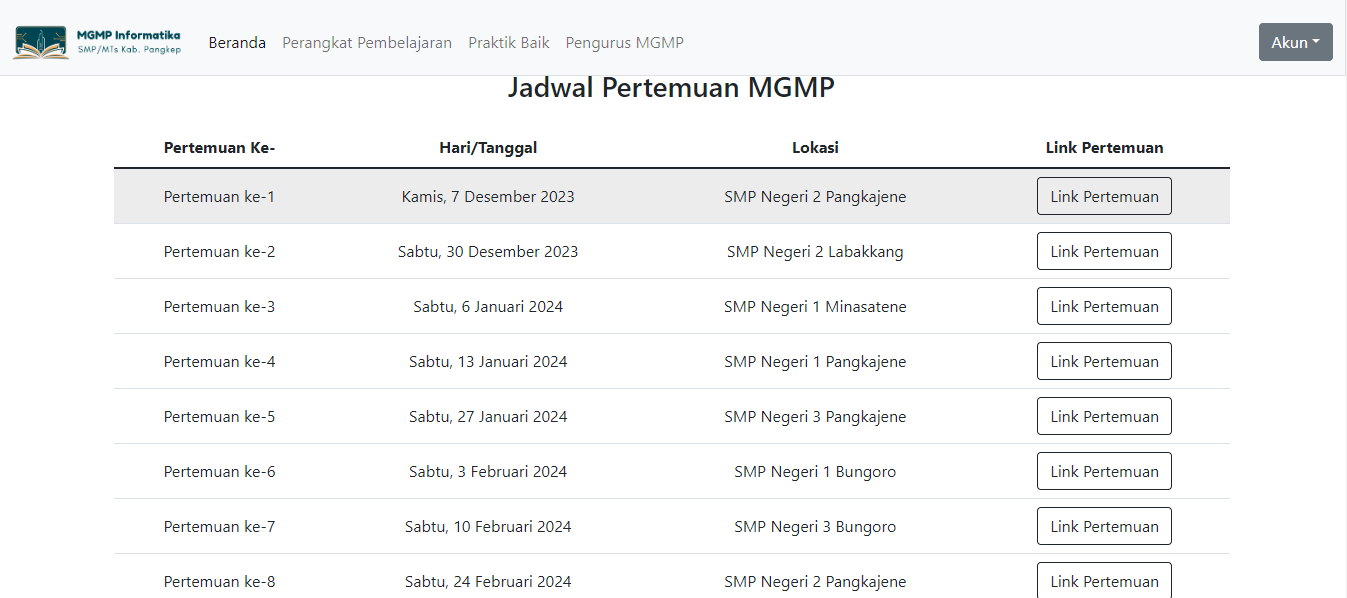 MGMP Informatika
SMP/MTs Kab. Pangkep
Beranda Perangkat Pembelajaran Praktik Baik Pengurus MGMP Akun
Jadwal Pertemuan MGMP
Pertemuan Ke- Hari/Tanggal Lokasi Link Pertemuan
Pertemuan ke-1 Kamis, 7 Desember 2023 SMP Negeri 2 Pangkajene Link Pertemuan
Pertemuan ke-2 Sabtu, 30 Desember 2023 SMP Negeri 2 Labakkang Link Pertemuan
Pertemuan ke-3 Sabtu, 6 Januari 2024 SMP Negeri 1 Minasatene Link Pertemuan
Pertemuan ke-4 Sabtu, 13 Januari 2024 SMP Negeri 1 Pangkajene Link Pertemuan
Pertemuan ke-5 Sabtu, 27 Januari 2024 SMP Negeri 3 Pangkajene Link Pertemuan
Pertemuan ke-6 Sabtu, 3 Februari 2024 SMP Negeri 1 Bungoro Link Pertemuan
Pertemuan ke-7 Sabtu, 10 Februari 2024 SMP Negeri 3 Bungoro Link Pertemuan
Pertemuan ke-8 Sabtu, 24 Februari 2024 SMP Negeri 2 Pangkajene Link Pertemuan